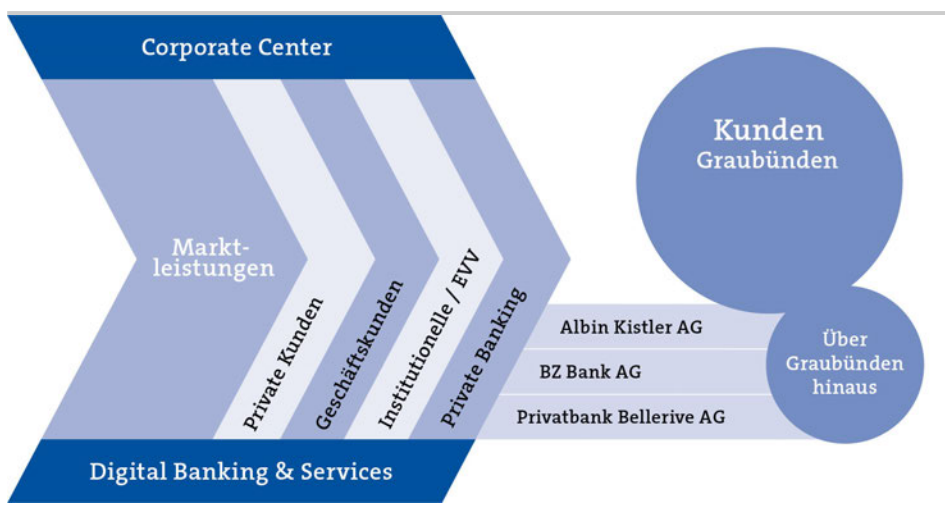 Corporate Center
Markt-
leistungen
Private Kunden
Geschäftskunden
Institutionelle / EVV
Private Banking
Digital Banking & Services
Kunden
Graubünden
Albin Kistler AG
BZ Bank AG
Privatbank Bellerive AG
Über
Graubünden
hinaus